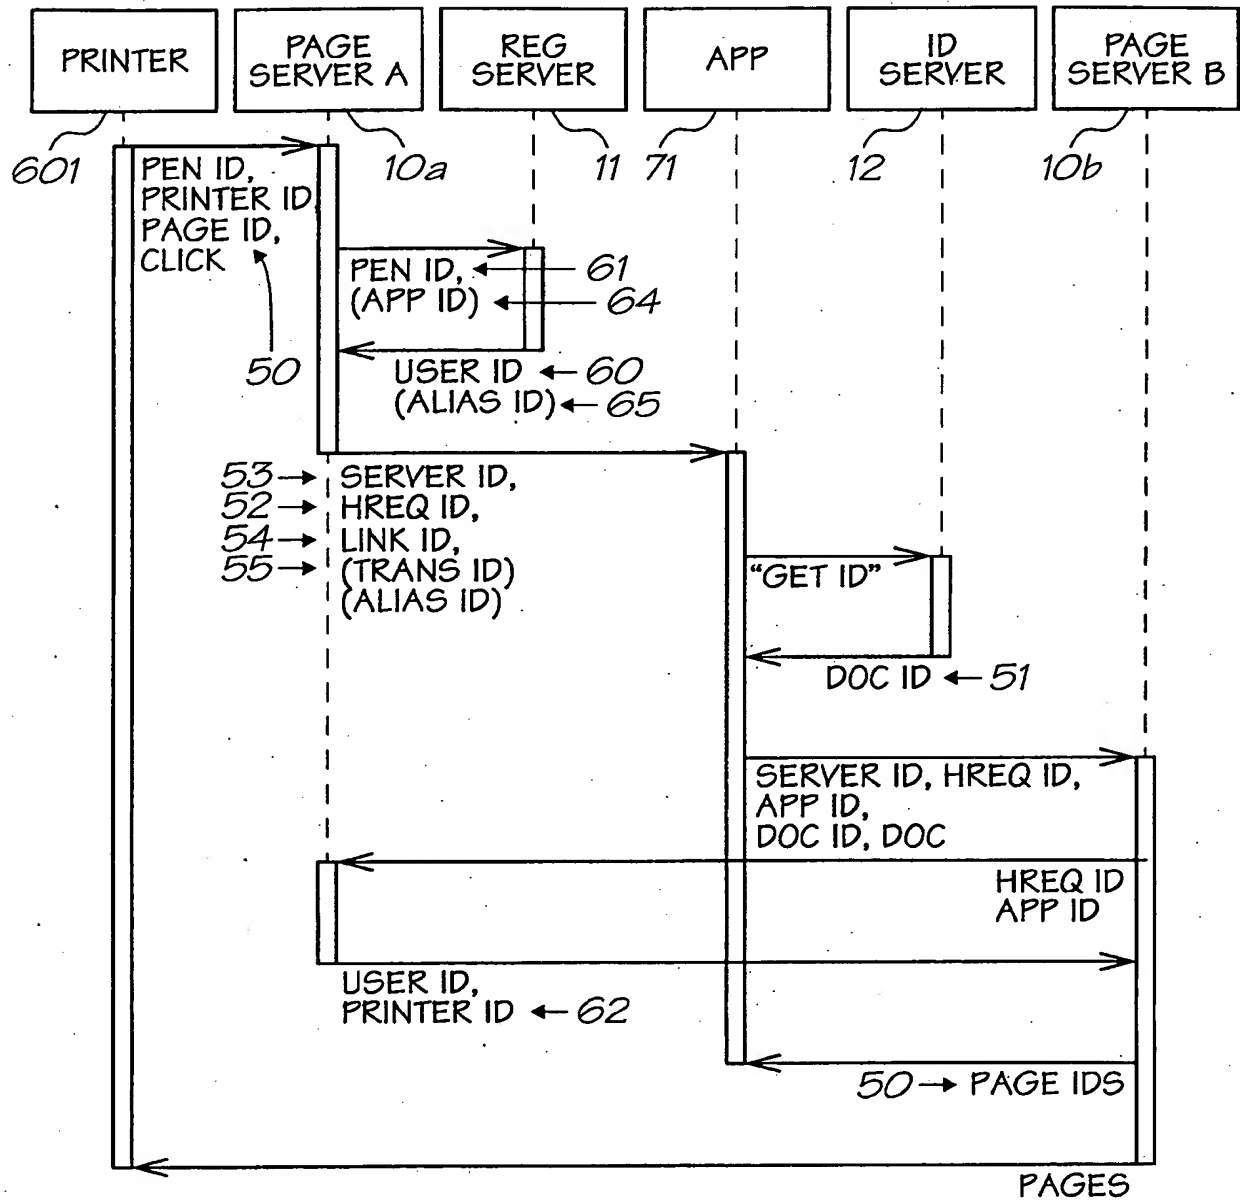 PRINTER
PAGE
SERVER A
REG
SERVER
APP
ID
SERVER
PAGE
SERVER B
601
10a
11
71
12
10b
PEN ID,
PRINTER ID
PAGE ID,
CLICK
50
PEN ID,
61
(APP ID)
64
USER ID
60
(ALIAS ID)
65
53
SERVER ID,
52
HREQ ID,
54
LINK ID,
55
(TRANS ID)
(ALIAS ID)
"GET ID"
DOC ID
51
SERVER ID, HREQ ID,
APP ID,
DOC ID, DOC
HREQ ID
APP ID
USER ID,
PRINTER ID
62
50
PAGE IDS
PAGES